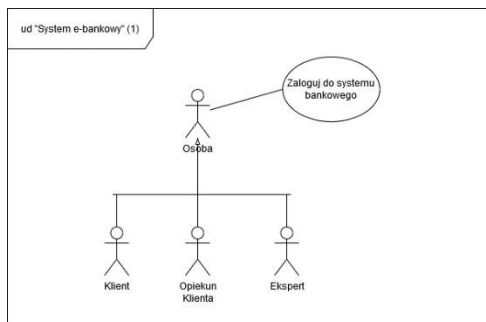 ud "System e-bankowy" (1)
Zaloguj do systemu
bankowego
Osoba
Klient
Opiekun
Klienta
Ekspert